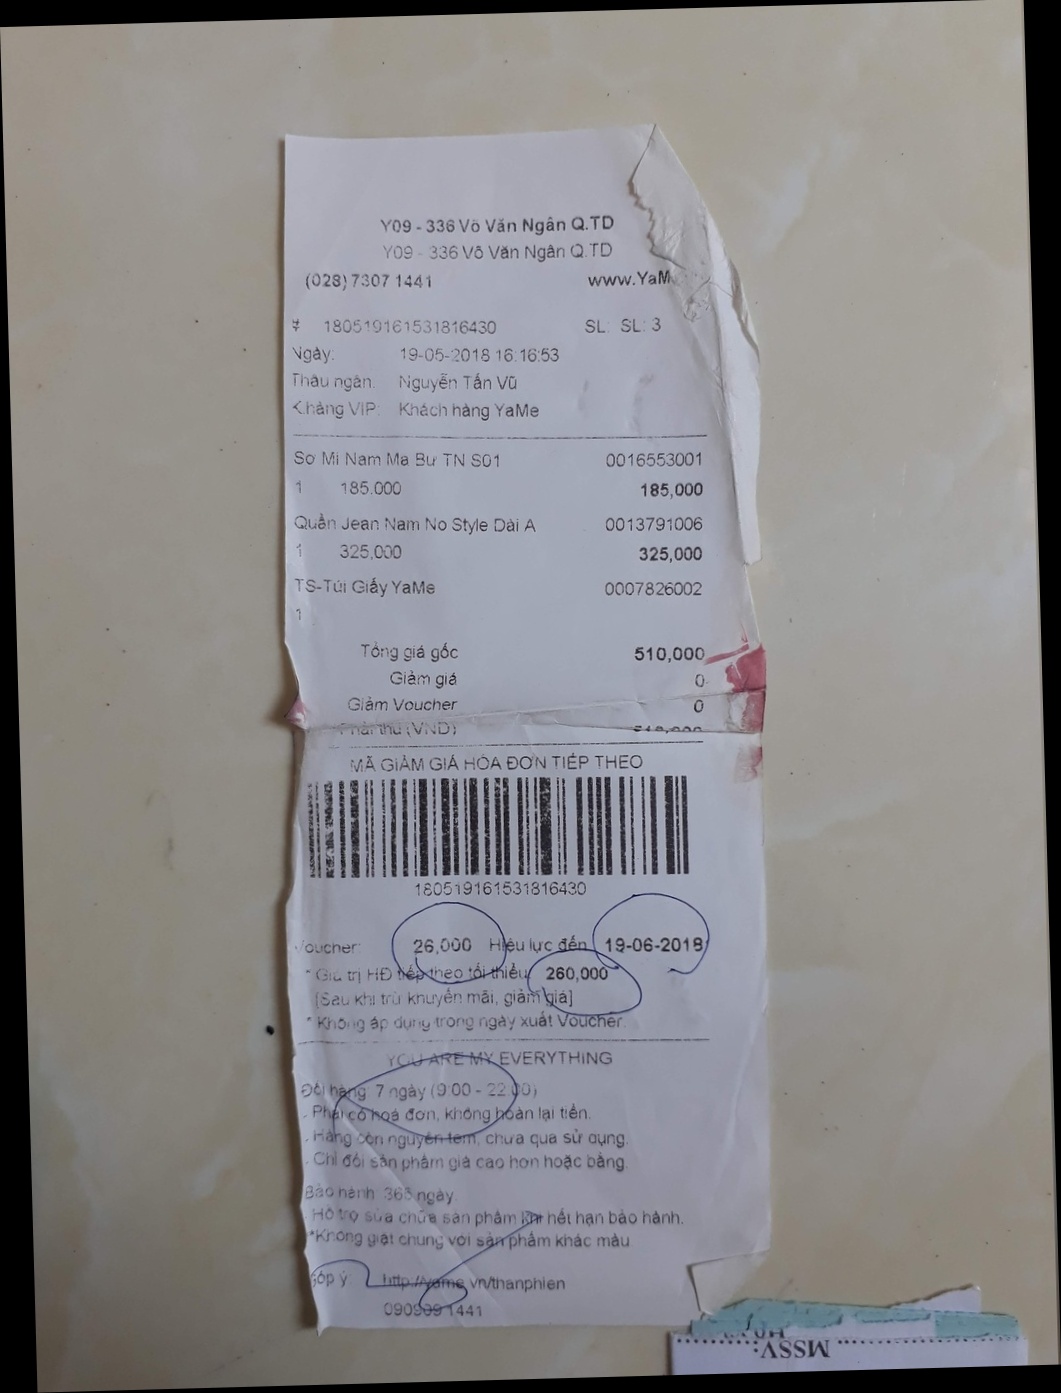 Y09 - 336 Võ Văn Ngân Q.TD
Y09 - 336 Võ Văn Ngân Q.TD
(028) 7307 1441 www.YaM
# 180519161531816430 SL: SL: 3
Ngày: 19-05-2018 16:16:53
Thâu ngân: Nguyễn Tấn Vũ
K.hàng VIP: Khách hàng YaMe
Sơ Mi Nam Ma Bư TN S01 0016553001
1 185.000 185,000
Quần Jean Nam No Style Dài A 0013791006
1 325,000 325,000
TS-Túi Giấy YaMe 0007826002
1
Tổng giá gốc 510,000
Giảm giá 0
Giảm Voucher 0
Phải thu (VND) 510,000
MÃ GIẢM GIÁ HÓA ĐƠN TIẾP THEO
180519161531816430
Voucher: 26,000 Hiệu lực đến 19-06-2018
* Giá trị HĐ tiếp theo tối thiểu 260,000
[Sau khi trừ khuyến mãi, giảm giá]
* Không áp dụng trong ngày xuất Voucher.
YOU ARE MY EVERYTHING
Đổi hàng: 7 ngày (9:00 - 22:00)
. Phải có hoá đơn, không hoàn lại tiền.
. Hàng còn nguyên tem, chưa qua sử dụng.
. Chỉ đổi sản phẩm giá cao hơn hoặc bằng.
Bảo hành: 365 ngày
. Hỗ trợ sửa chữa sản phẩm khi hết hạn bảo hành.
*Không giặt chung với sản phẩm khác màu
Góp ý: http://yame.vn/thanphien
090909 1441
MSSV: